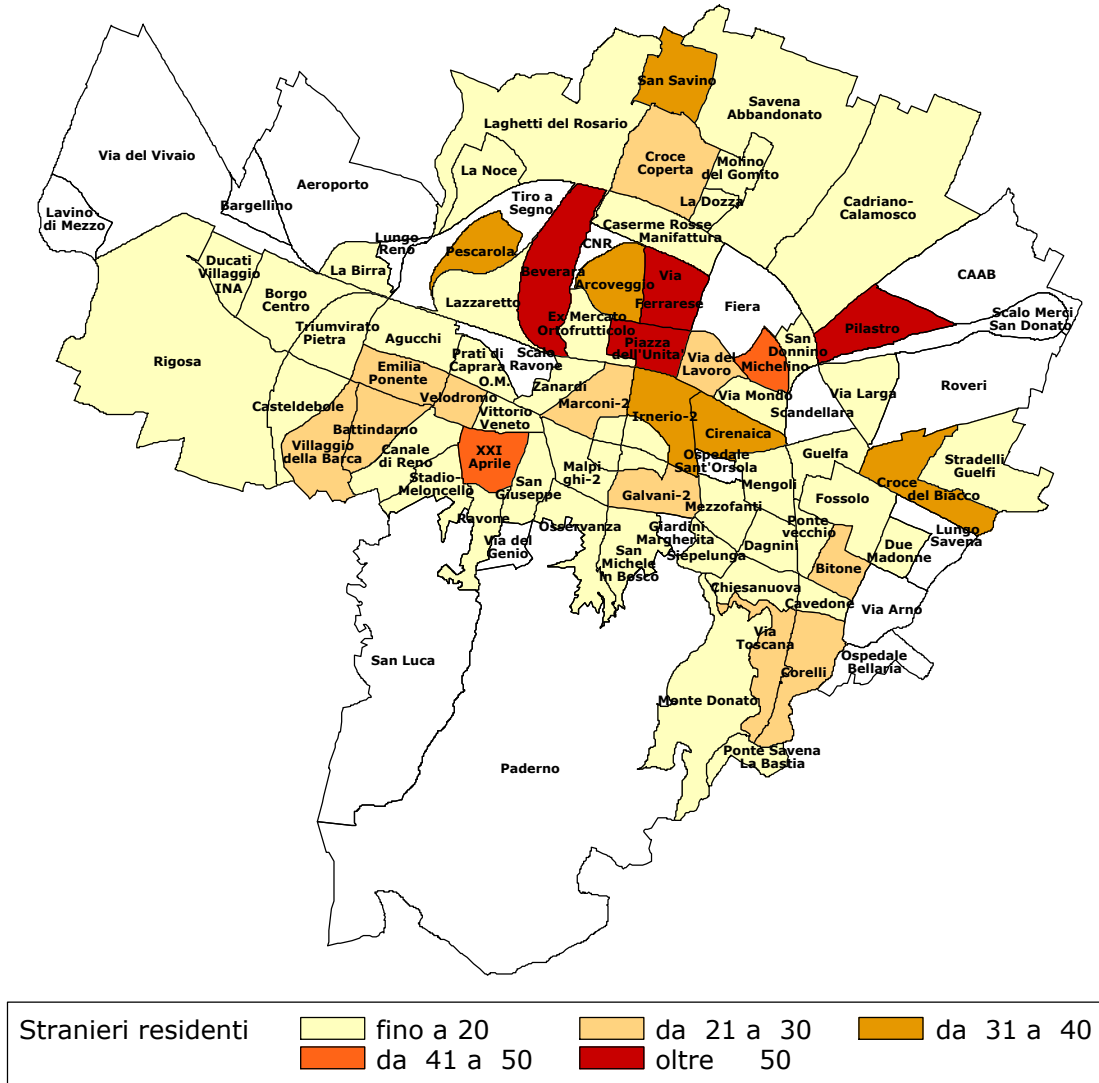 San Savino
Savena
Abbandonato
Laghetti del Rosario
Via del Vivaio
Croce
Coperta
Molino
del Gomito
La Noce
Aeroporto
Tiro a
Segno
La Dozza
Cadriano-
Calamosco
Bargellino
Lavino
di Mezzo
Caserme Rosse
Manifattura
Lungo
Reno
Pescarola
CNR
Ducati
Villaggio
INA
La Birra
Beverara
Via
Ferrarese
CAAB
Arcoveggio
Borgo
Centro
Lazzaretto
Fiera
Scalo Merci
San Donato
Ex Mercato
Ortofrutticolo
Triumvirato
Pietra
Agucchi
Pilastro
San
Donnino
Rigosa
Prati di
Caprara
O.M.
Scalo
Ravone
Piazza
dell'Unita'
Via del
Lavoro
Michelino
Emilia
Ponente
Roveri
Zanardi
Velodromo
Via Mondo
Via Larga
Casteldebole
Marconi-2
Scandellara
Vittorio
Veneto
Irnerio-2
Battindarno
Cirenaica
Villaggio
della Barca
Canale
di Reno
XXI
Aprile
Ospedale
Sant'Orsola
Guelfa
Stradelli
Guelfi
Malpi
ghi-2
Stadio-
Meloncello
San
Giuseppe
Mengoli
Croce
del Biacco
Galvani-2
Mezzofanti
Fossolo
Ravone
Osservanza
Giardini
Margherita
Ponte
vecchio
Lungo
Savena
Via del
Genio
San
Michele
in Bosco
Siepelunga
Dagnini
Due
Madonne
Bitone
Chiesanuova
Cavedone
Via Arno
Via
Toscana
San Luca
Ospedale
Bellaria
Corelli
Monte Donato
Ponte Savena
La Bastia
Paderno
Stranieri residenti
fino a 20
da 21 a 30
da 31 a 40
da 41 a 50
oltre 50